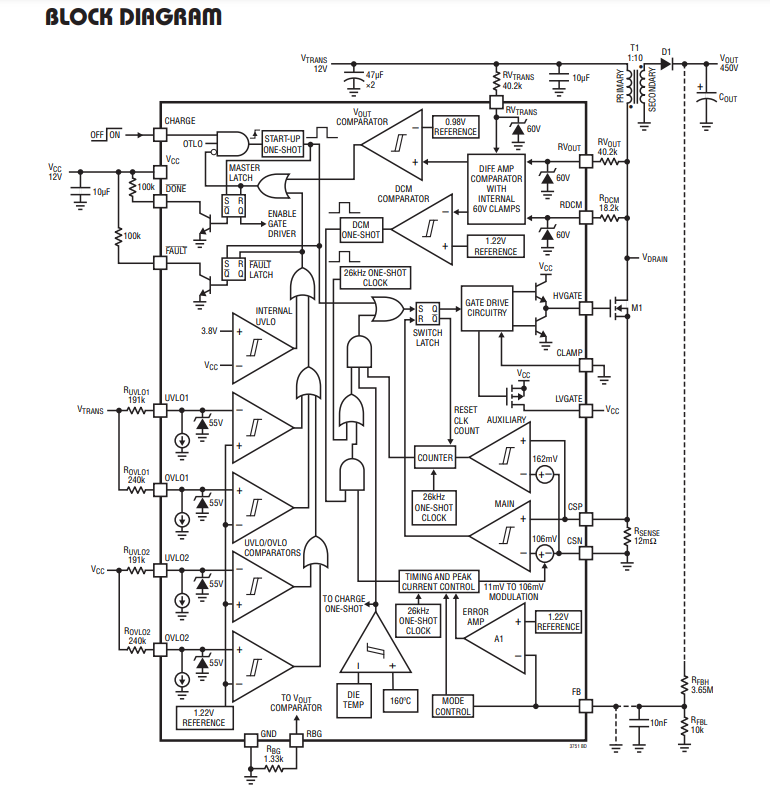 BLOCK DIAGRAM
VTRANS
12V
47µF
×2
RVTRANS
40.2k
10µF
T1
1:10
D1
VOUT
450V
PRIMARY
SECONDARY
+
COUT
CHARGE
OFF ON
OTLO
START-UP
ONE-SHOT
VOUT
COMPARATOR
0.98V
REFERENCE
RVTRANS
60V
–
+
VCC
12V
VCC
10µF
100k
DONE
MASTER
LATCH
S R
Q Q
ENABLE
GATE
DRIVER
DCM
COMPARATOR
DIFF AMP
COMPARATOR
WITH
INTERNAL
60V CLAMPS
RVOUT
RVOUT
40.2k
60V
RDCM
RDCM
18.2k
60V
–
+
DCM
ONE-SHOT
1.22V
REFERENCE
100k
FAULT
S R
Q Q
FAULT
LATCH
26kHz ONE-SHOT
CLOCK
VDRAIN
VCC
INTERNAL
UVLO
3.8V
+
VCC
–
S Q
R Q
SWITCH
LATCH
GATE DRIVE
CIRCUITRY
HVGATE
M1
CLAMP
VCC
LVGATE
VCC
VTRANS
RUVLO1
191k
UVLO1
55V
–
+
RESET
CLK
COUNT
AUXILIARY
+
–
162mV
+–
COUNTER
ROVLO1
240k
OVLO1
55V
+
–
26kHz
ONE-SHOT
CLOCK
MAIN
+
–
106mV
+–
CSP
CSN
RSENSE
12mΩ
VCC
RUVLO2
191k
UVLO2
UVLO/OVLO
COMPARATORS
55V
–
+
TIMING AND PEAK
CURRENT CONTROL
11mV TO 106mV
MODULATION
TO CHARGE
ONE-SHOT
26kHz
ONE-SHOT
CLOCK
ERROR
AMP
A1
+
–
1.22V
REFERENCE
ROVLO2
240k
OVLO2
55V
+
–
– +
DIE
TEMP
160ºC
MODE
CONTROL
FB
RFBH
3.65M
10nF
RFBL
10k
1.22V
REFERENCE
TO VOUT
COMPARATOR
GND
RBG
RBG
1.33k
3751 BD